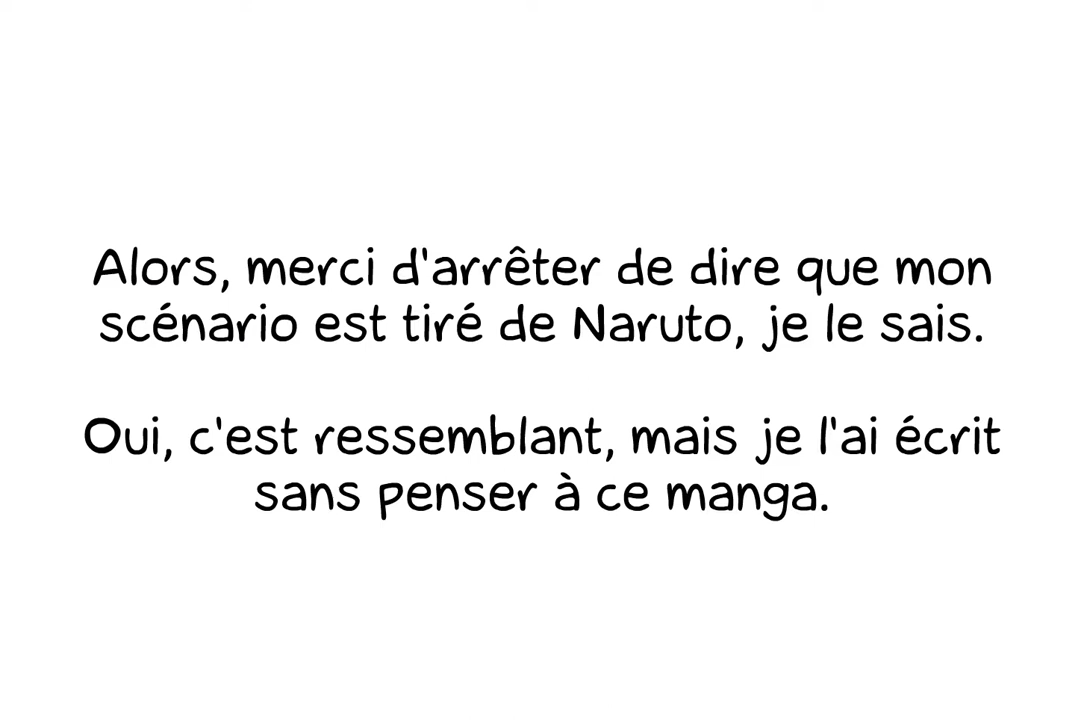 Alors, merci d'arrêter de dire que mon
scénario est tiré de Naruto, je le sais.
Oui, c'est ressemblant, mais je l'ai écrit
sans penser à ce manga.